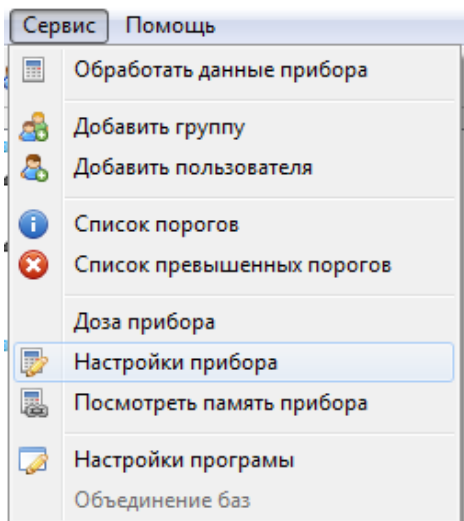 Сервис Помощь
Обработать данные прибора
Добавить группу
Добавить пользователя
Список порогов
Список превышенных порогов
Доза прибора
Настройки прибора
Посмотреть память прибора
Настройки програмы
Объединение баз